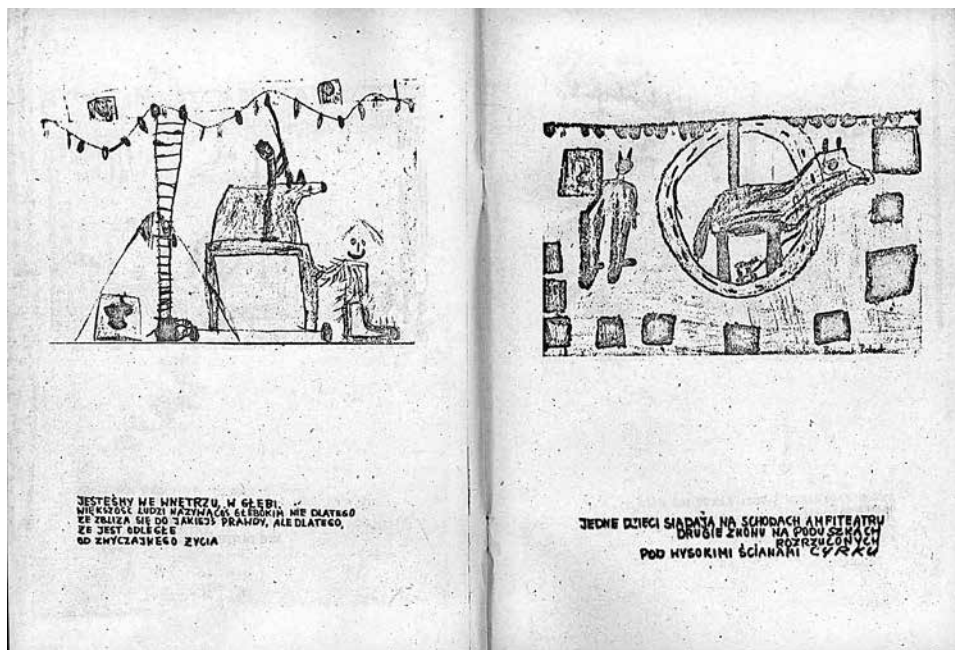 JESTEŚMY WE WNĘTRZU, W GŁĘBI.
WIĘKSZOŚĆ LUDZI NAZYWA COŚ GŁĘBOKIM NIE DLATEGO
ŻE ZBLIŻA SIĘ DO JAKIEJŚ PRAWDY, ALE DLATEGO,
ŻE JEST ODLEGŁE
OD ZWYCZAJNEGO ŻYCIA
JEDNE DZIECI SIADAJĄ NA SCHODACH AMFITEATRU
DRUGIE ZNOWU NA PODUSZKACH
ROZRZUCONYCH
POD WYSOKIMI ŚCIANAMI CYRKU